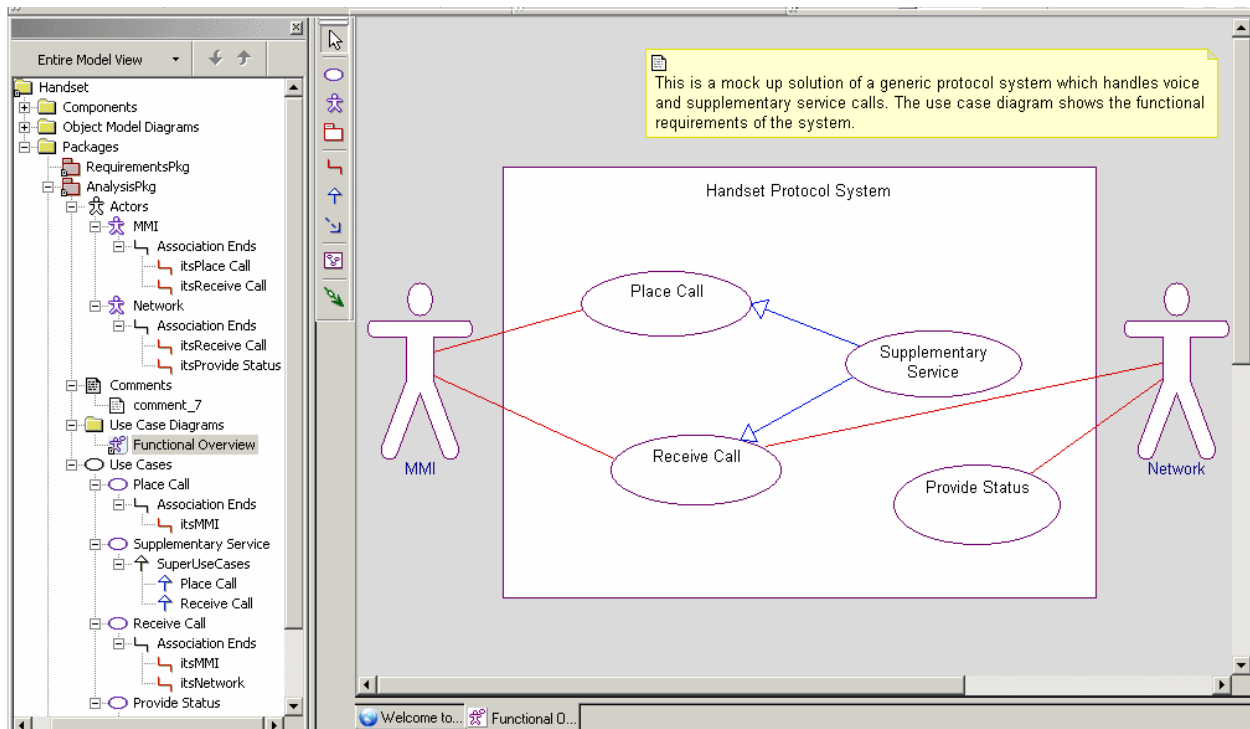 Entire Model View
Handset
Components
Object Model Diagrams
Packages
RequirementsPkg
AnalysisPkg
Actors
MMI
Association Ends
itsPlace Call
itsReceive Call
Network
Association Ends
itsReceive Call
itsProvide Status
Comments
comment_7
Use Case Diagrams
Functional Overview
Use Cases
Place Call
Association Ends
itsMMI
Supplementary Service
SuperUseCases
Place Call
Receive Call
Receive Call
Association Ends
itsMMI
itsNetwork
Provide Status
This is a mock up solution of a generic protocol system which handles voice
and supplementary service calls. The use case diagram shows the functional
requirements of the system.
Handset Protocol System
Place Call
Supplementary
Service
Receive Call
Provide Status
MMI
Network
Welcome to...
Functional O...